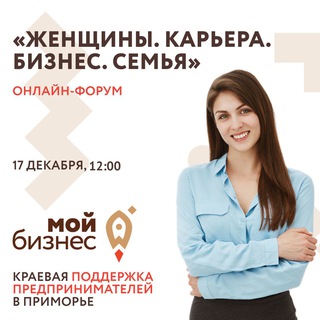 «ЖЕНЩИНЫ. КАРЬЕРА.
БИЗНЕС. СЕМЬЯ»
ОНЛАЙН-ФОРУМ
17 ДЕКАБРЯ, 12:00
МОЙ
бизнес
КРАЕВАЯ ПОДДЕРЖКА
ПРЕДПРИНИМАТЕЛЕЙ
В ПРИМОРЬЕ